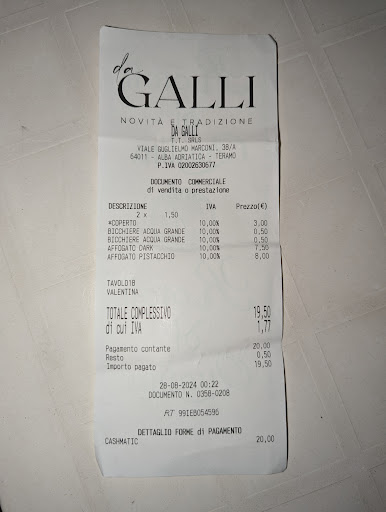 da
GALLI
NOVITÀ E TRADIZIONE
DA GALLI
T.T. SRLS
VIALE GUGLIELMO MARCONI, 38/A
64011 - ALBA ADRIATICA - TERAMO
P.IVA 02002630677
DOCUMENTO COMMERCIALE
di vendita o prestazione
DESCRIZIONE IVA Prezzo(€)
2 x 1,50
*COPERTO 10,00% 3,00
BICCHIERE ACQUA GRANDE 10,00% 0,50
BICCHIERE ACQUA GRANDE 10,00% 0,50
AFFOGATO DARK 10,00% 7,50
AFFOGATO PISTACCHIO 10,00% 8,00
TAVOLO18
VALENTINA
TOTALE COMPLESSIVO 19,50
di cui IVA 1,77
Pagamento contante 20,00
Resto 0,50
Importo pagato 19,50
28-08-2024 00:22
DOCUMENTO N. 0358-0208
RT 99IEB054596
DETTAGLIO FORME di PAGAMENTO
CASHMATIC 20,00